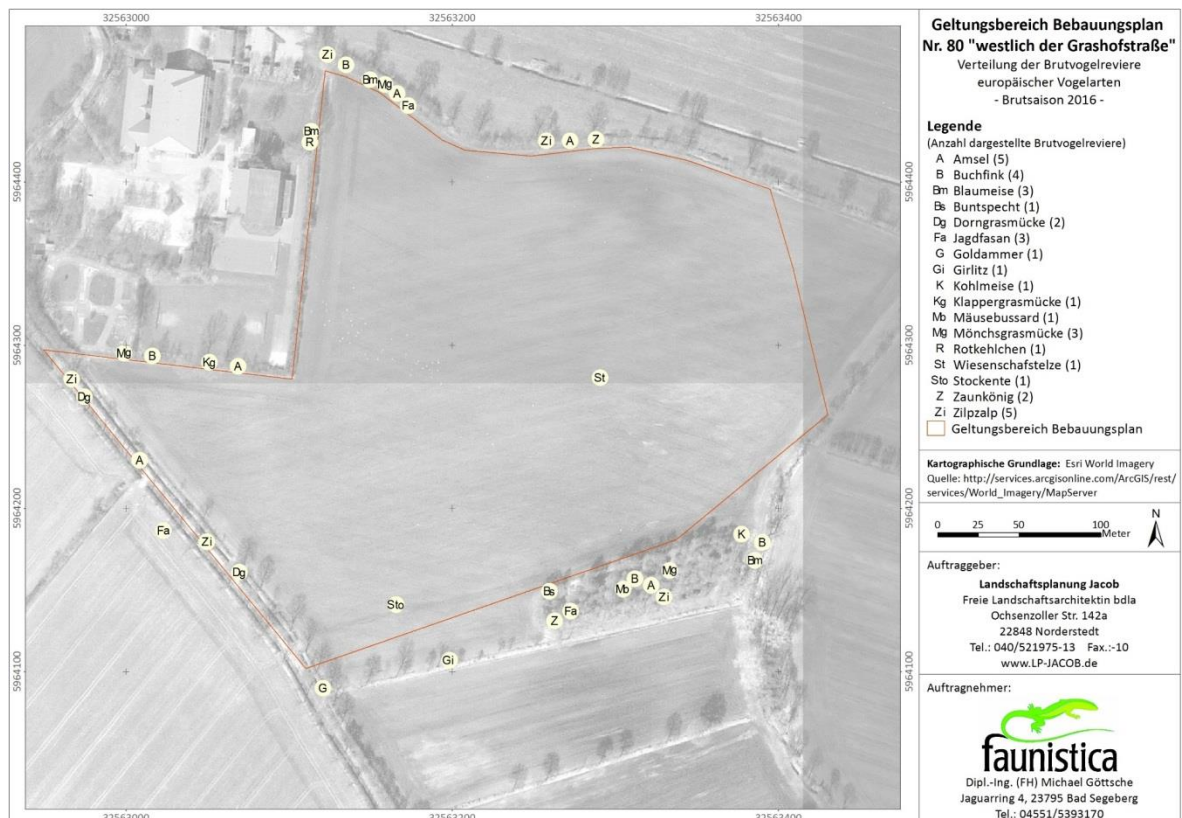 32563000
32563200
32563400
5964400
5964300
5964200
5964100
5964400
5964300
5964200
5964100
Zi
B
Bm
Mg
A
Fa
Bm
R
Zi
A
Z
Mg
B
Kg
A
Zi
Dg
St
A
Fa
Zi
Dg
K
B
Bm
Mg
B
A
Mb
Zi
Bs
Fa
Z
Sto
Gi
G
32563000
32563200
32563400
Geltungsbereich Bebauungsplan
Nr. 80 "westlich der Grashofstraße"
Verteilung der Brutvogelreviere
europäischer Vogelarten
- Brutsaison 2016 -
Legende
(Anzahl dargestellte Brutvogelreviere)
A Amsel (5)
B Buchfink (4)
Bm Blaumeise (3)
Bs Buntspecht (1)
Dg Dorngrasmücke (2)
Fa Jagdfasan (3)
G Goldammer (1)
Gi Girlitz (1)
K Kohlmeise (1)
Kg Klappergrasmücke (1)
Mb Mäusebussard (1)
Mg Mönchsgrasmücke (3)
R Rotkehlchen (1)
St Wiesenschafstelze (1)
Sto Stockente (1)
Z Zaunkönig (2)
Zi Zilpzalp (5)
Geltungsbereich Bebauungsplan
Kartographische Grundlage: Esri World Imagery
Quelle: http://services.arcgisonline.com/ArcGIS/rest/
services/World_Imagery/MapServer
N
0 25 50 100
Meter
Auftraggeber:
Landschaftsplanung Jacob
Freie Landschaftsarchitektin bdla
Ochsenzoller Str. 142a
22848 Norderstedt
Tel.: 040/521975-13 Fax.:-10
www.LP-JACOB.de
Auftragnehmer:
faunistica
Dipl.-Ing. (FH) Michael Göttsche
Jaguarring 4, 23795 Bad Segeberg
Tel.: 04551/5393170